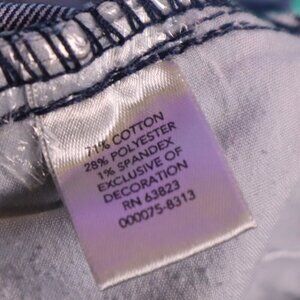 71% COTTON
28% POLYESTER
1% SPANDEX
EXCLUSIVE OF
DECORATION
RN 63823
000075-8313